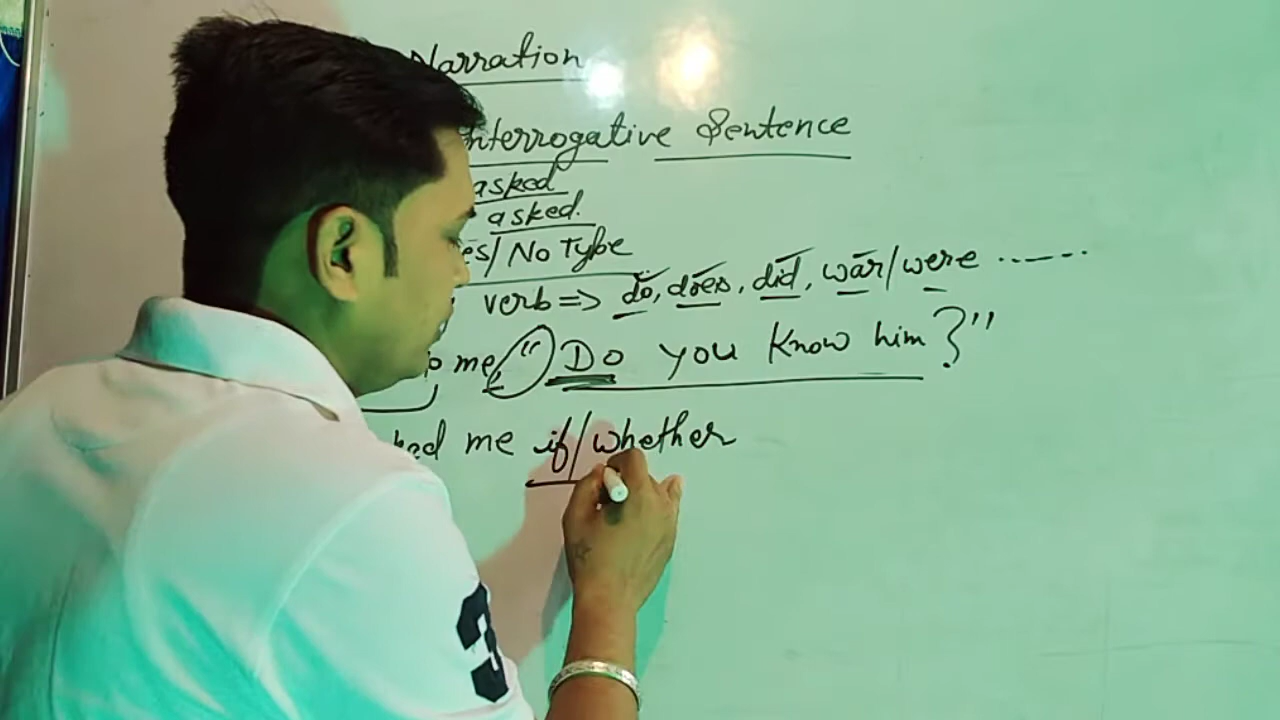 Narration
Interrogative Sentence
asked
asked.
es/ No Type
verb => do, does, did, was/were ......
me, "Do you know him?"
ked me if/whether
3